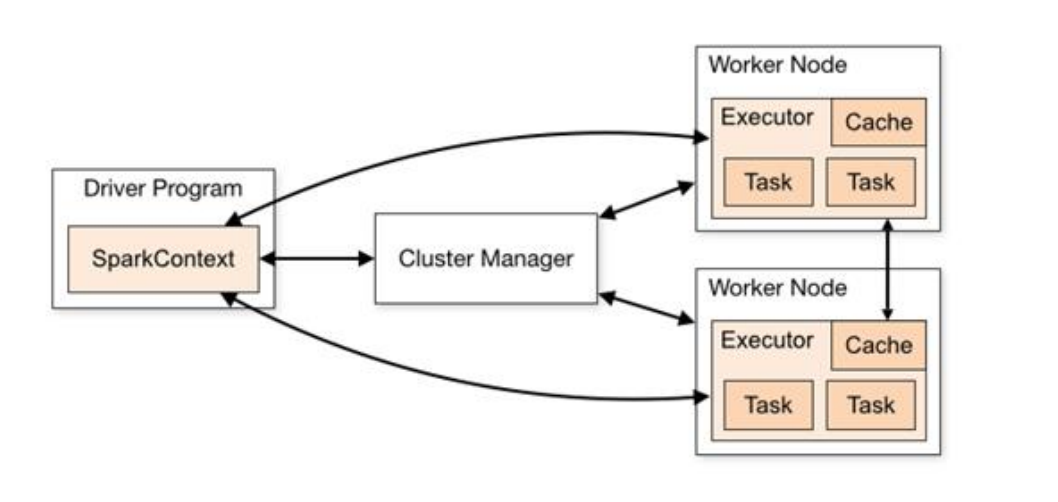 Driver Program
SparkContext
Cluster Manager
Worker Node
Executor
Cache
Task
Task
Worker Node
Executor
Cache
Task
Task